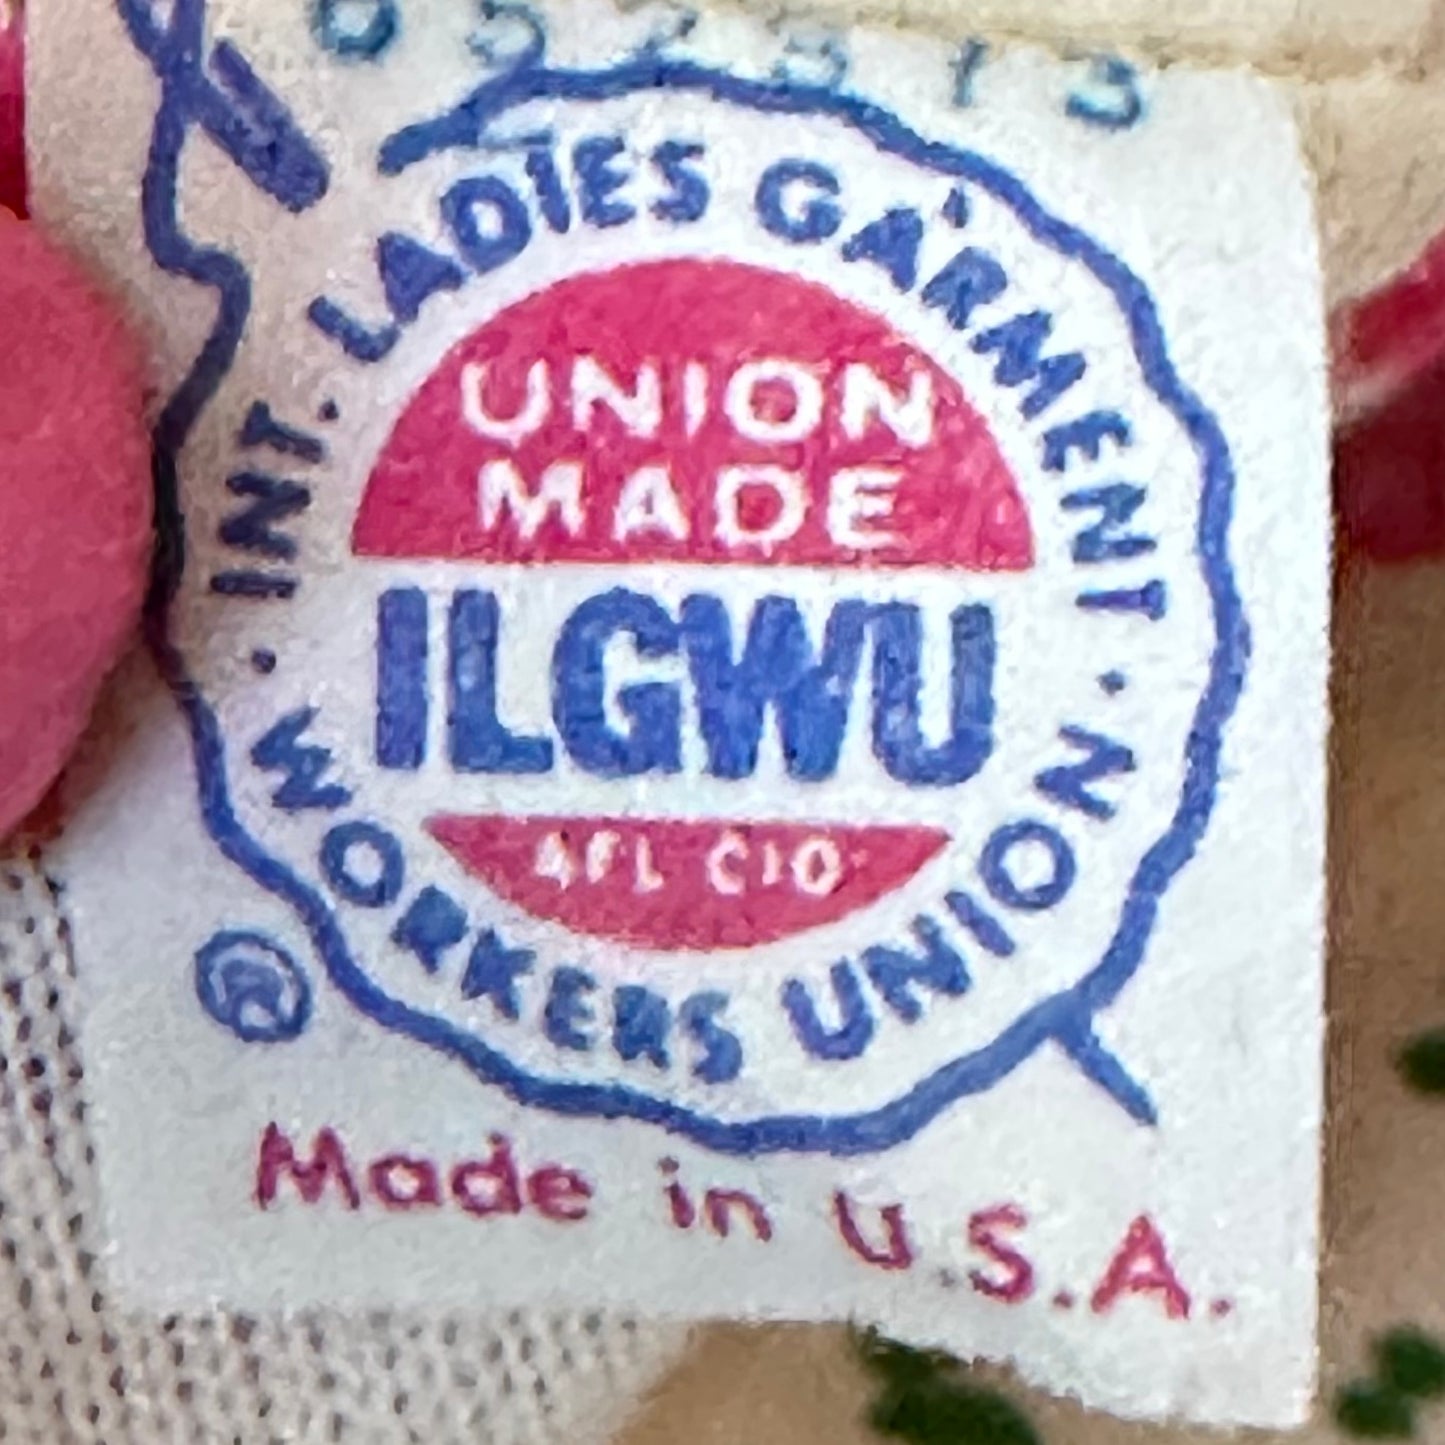 INT. LADIES GARMENT
UNION
MADE
ILGWU
AFL CIO
WORKERS UNION
®
Made in U.S.A.